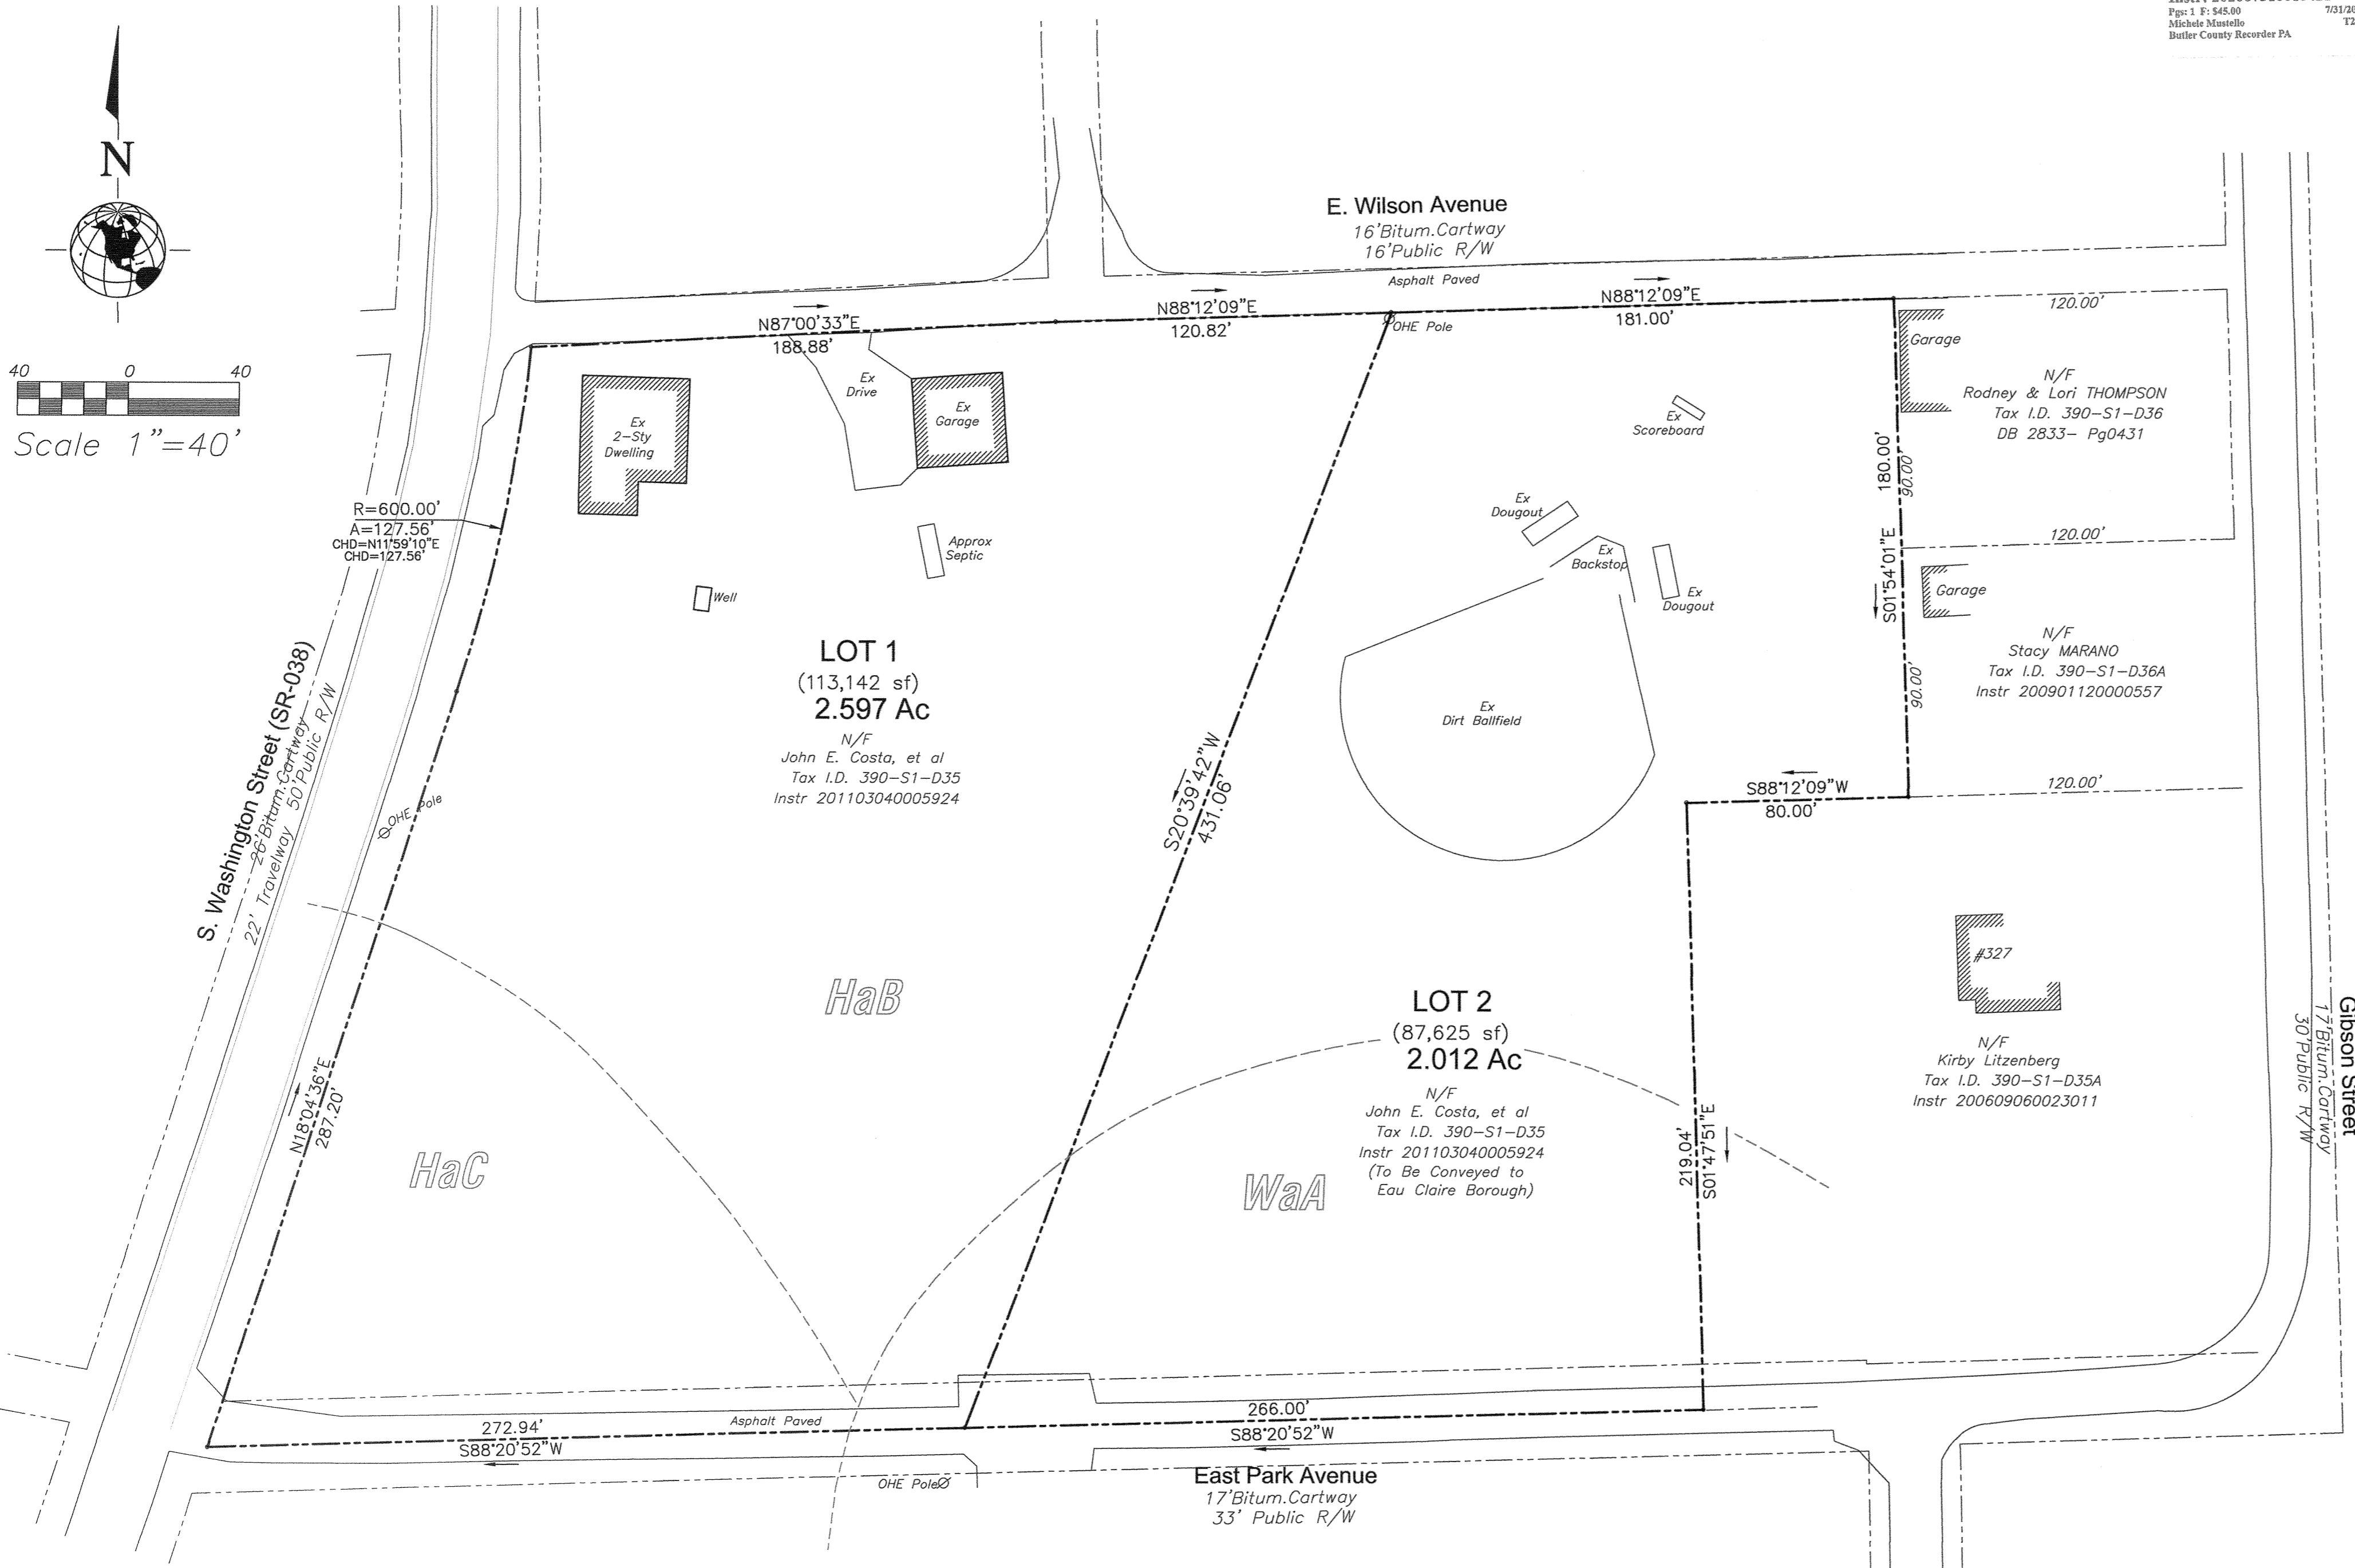 Pgs: 1 F: $45.00
Michele Mustello
Butler County Recorder PA
N
40 0 40
Scale 1"=40'
E. Wilson Avenue
16'Bitum.Cartway
16'Public R/W
Asphalt Paved
N87°00'33"E
188.88'
N88°12'09"E
120.82'
N88°12'09"E
181.00'
OHE Pole
120.00'
Garage
N/F
Rodney & Lori THOMPSON
Tax I.D. 390-S1-D36
DB 2833- Pg0431
180.00'
90.00'
S01°54'01"E
90.00'
120.00'
Garage
N/F
Stacy MARANO
Tax I.D. 390-S1-D36A
Instr 200901120000557
120.00'
S88°12'09"W
80.00'
Ex
2-Sty
Dwelling
Ex
Drive
Ex
Garage
Approx
Septic
Well
R=600.00'
A=127.56'
CHD=N11°59'10"E
CHD=127.56'
Ex
Scoreboard
Ex
Dougout
Ex
Backstop
Ex
Dougout
Ex
Dirt Ballfield
LOT 1
(113,142 sf)
2.597 Ac
N/F
John E. Costa, et al
Tax I.D. 390-S1-D35
Instr 201103040005924
S20°39'42"W
431.06'
S. Washington Street (SR-038)
26'Bitum.Cartway
22' Travelway 50'Public R/W
OHE Pole
N18°04'36"E
287.20'
HaB
HaC
WaA
LOT 2
(87,625 sf)
2.012 Ac
N/F
John E. Costa, et al
Tax I.D. 390-S1-D35
Instr 201103040005924
(To Be Conveyed to
Eau Claire Borough)
219.04'
S01°47'51"E
#327
N/F
Kirby Litzenberg
Tax I.D. 390-S1-D35A
Instr 200609060023011
Gibson Street
17'Bitum.Cartway
30'Public R/W
272.94'
S88°20'52"W
Asphalt Paved
266.00'
S88°20'52"W
OHE Pole
East Park Avenue
17'Bitum.Cartway
33' Public R/W